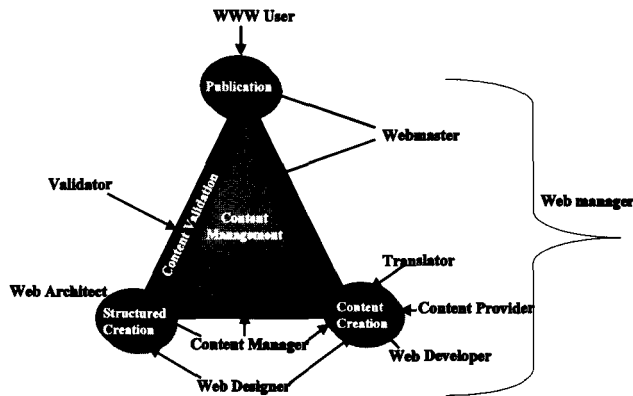 WWW User
Publication
Webmaster
Validator
Content Validation
Content
Management
Web manager
Translator
Web Architect
Structured
Creation
Content
Creation
Content Provider
Content Manager
Web Developer
Web Designer